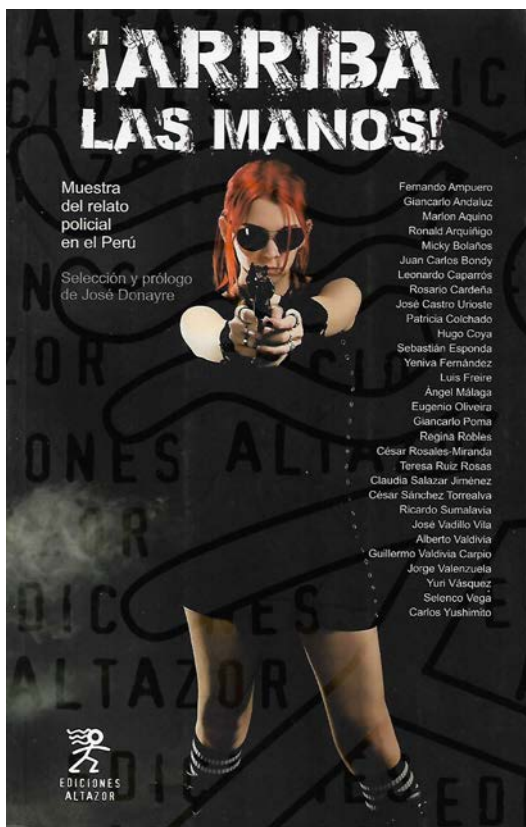 ¡ARRIBA
LAS MANOS!
Muestra
del relato
policial
en el Perú
Selección y prólogo
de José Donayre
Fernando Ampuero
Giancarlo Andaluz
Marlon Aquino
Ronald Arquíñigo
Micky Bolaños
Juan Carlos Bondy
Leonardo Caparrós
Rosario Cardeña
José Castro Urioste
Patricia Colchado
Hugo Coya
Sebastián Esponda
Yeniva Fernández
Luis Freire
Ángel Málaga
Eugenio Oliveira
Giancarlo Poma
Regina Robles
César Rosales-Miranda
Teresa Ruiz Rosas
Claudia Salazar Jiménez
César Sánchez Torrealva
Ricardo Sumalavia
José Vadillo Vila
Alberto Valdivia
Guillermo Valdivia Carpio
Jorge Valenzuela
Yuri Vásquez
Selenco Vega
Carlos Yushimito
EDICIONES
ALTAZOR